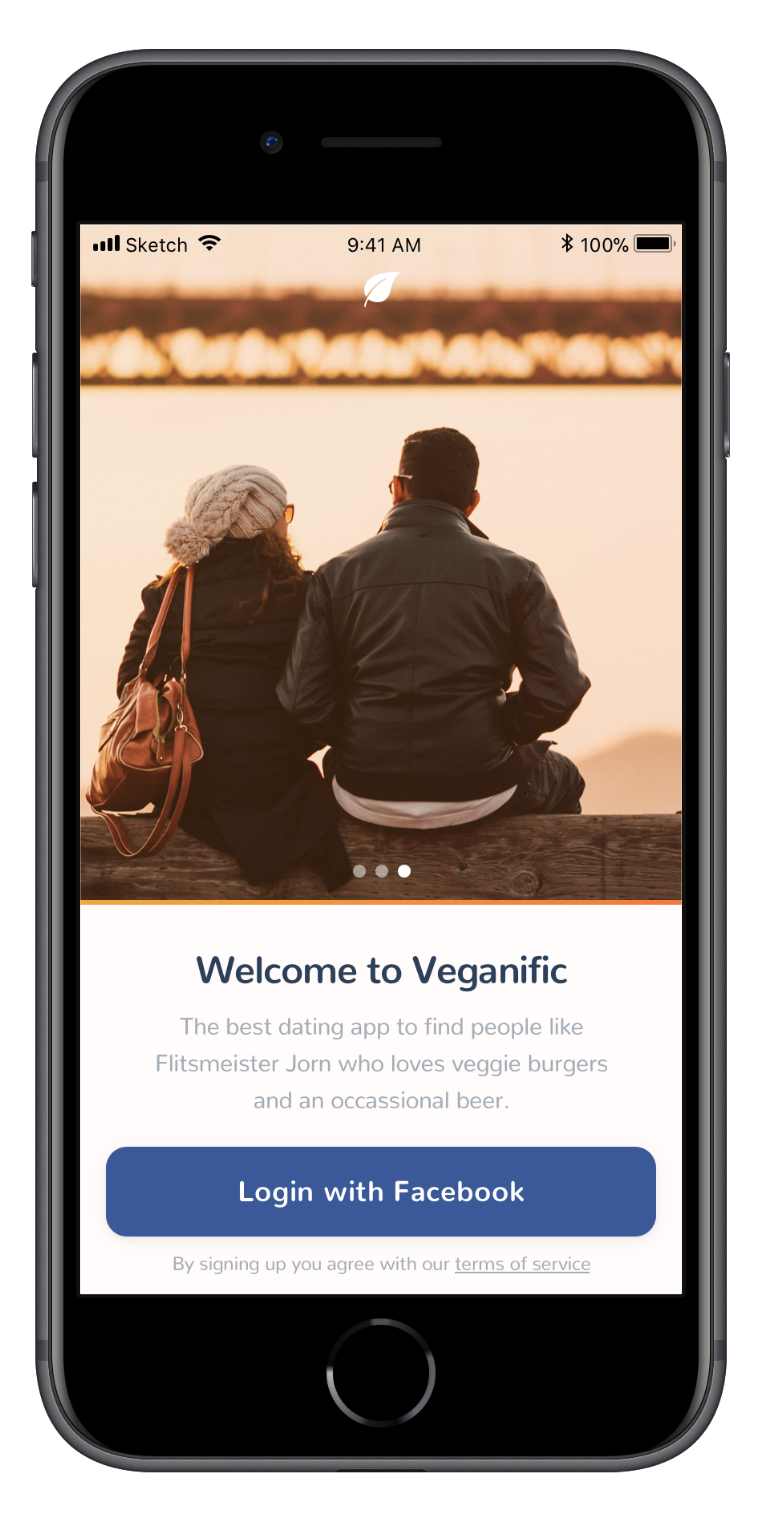 Sketch 9:41 AM 100%
Welcome to Veganific
The best dating app to find people like
Flitsmeister Jorn who loves veggie burgers
and an occassional beer.
Login with Facebook
By signing up you agree with our terms of service